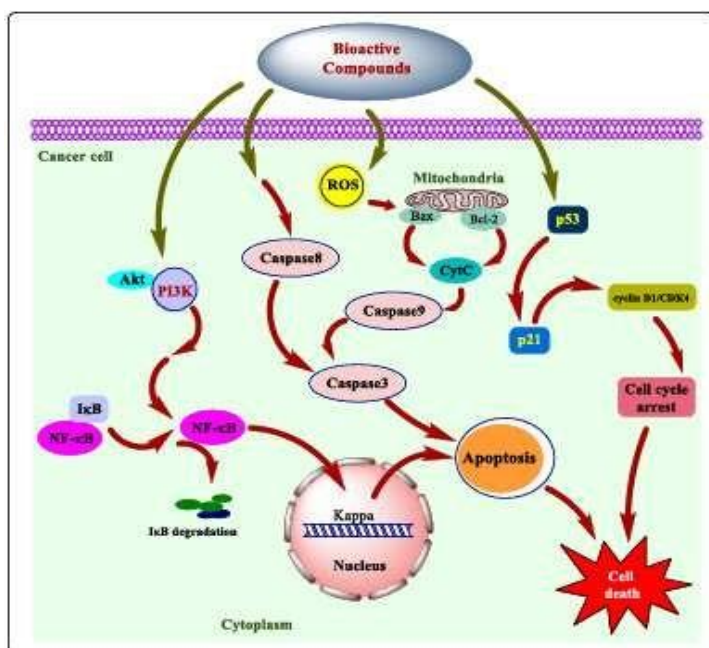 Bioactive
Compounds
Cancer cell
ROS
Mitochondria
Bax
Bcl-2
p53
Akt
PI3K
Caspase8
CytC
Caspase9
cyclin D1/CDK4
p21
Caspase3
Cell cycle
arrest
IκB
NF-κB
NF-κB
Apoptosis
IκB degradation
Kappa
Nucleus
Cell
death
Cytoplasm